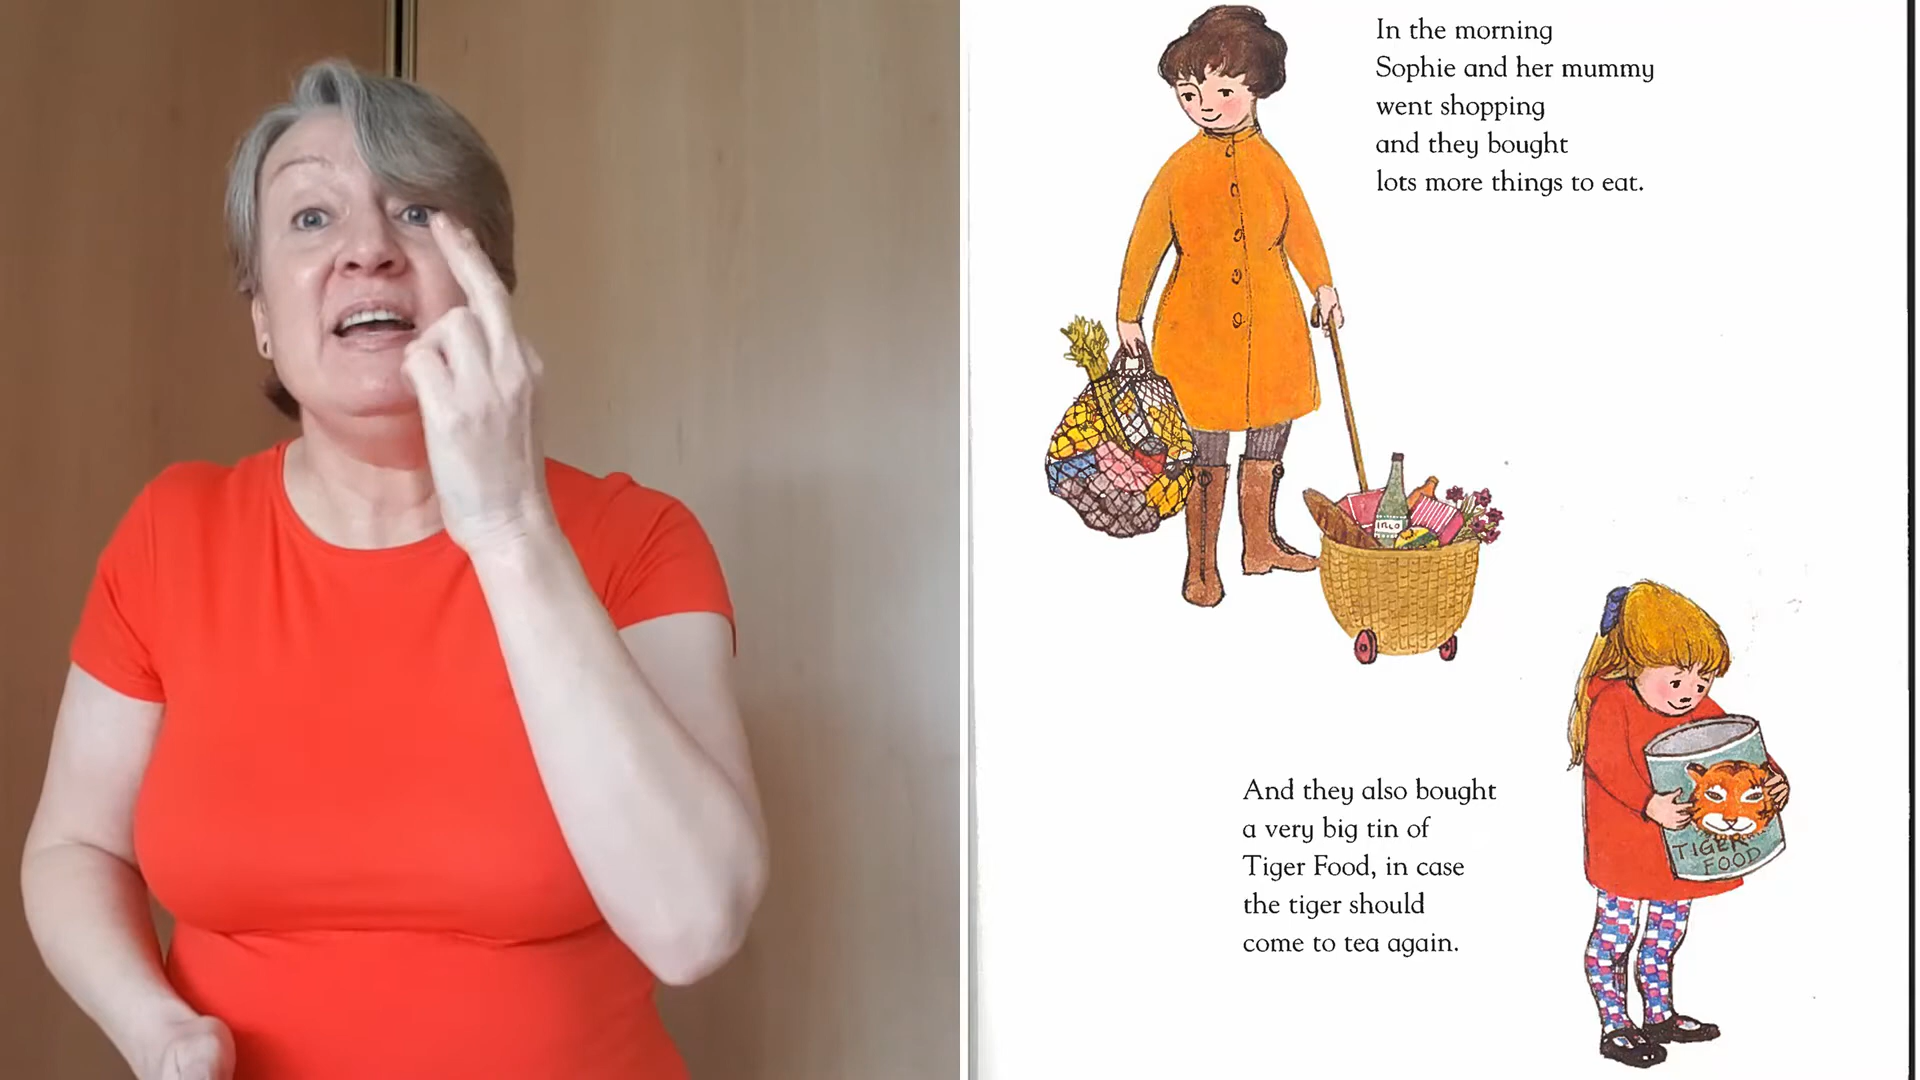 In the morning
Sophie and her mummy
went shopping
and they bought
lots more things to eat.
And they also bought
a very big tin of
Tiger Food, in case
the tiger should
come to tea again.
TIGER
FOOD